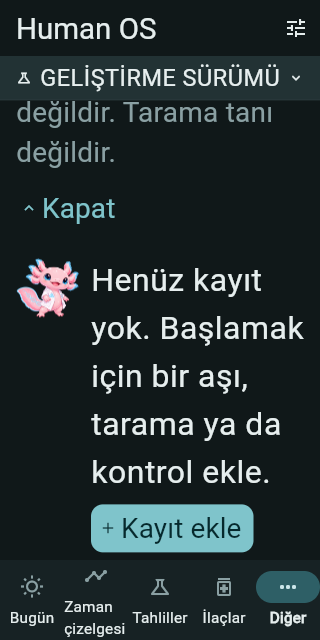 Human OS
GELİŞTİRME SÜRÜMÜ
değildir. Tarama tanı
değildir.
Kapat
Henüz kayıt
yok. Başlamak
için bir aşı,
tarama ya da
kontrol ekle.
+ Kayıt ekle
Bugün
Zaman
çizelgesi
Tahliller
İlaçlar
Diğer